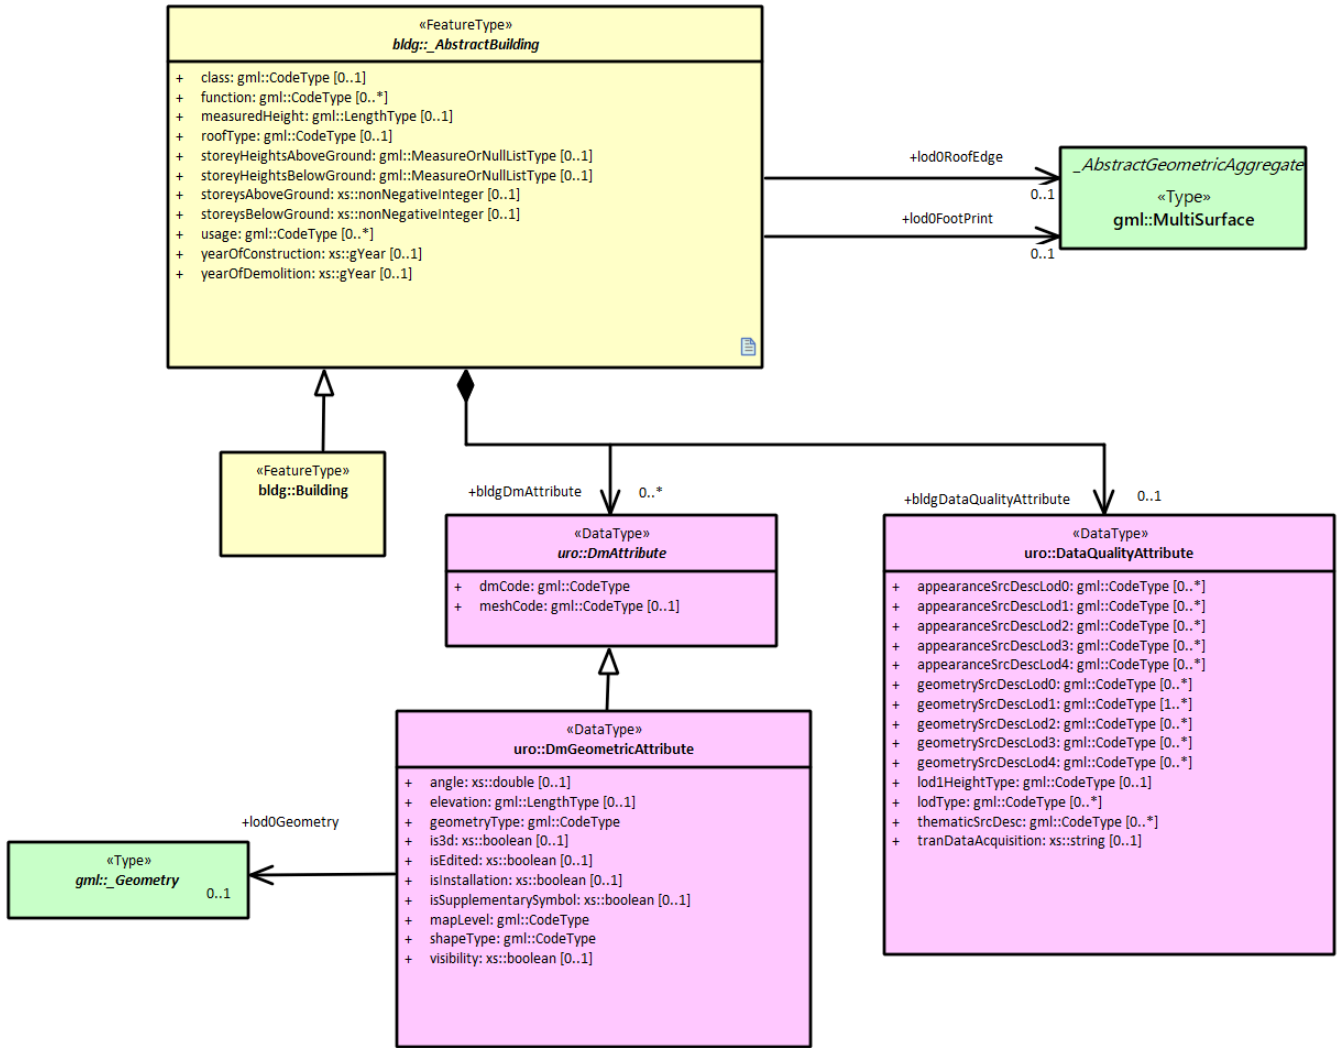 «FeatureType»
bldg::_AbstractBuilding
+ class: gml::CodeType [0..1]
+ function: gml::CodeType [0..*]
+ measuredHeight: gml::LengthType [0..1]
+ roofType: gml::CodeType [0..1]
+ storeyHeightsAboveGround: gml::MeasureOrNullListType [0..1]
+ storeyHeightsBelowGround: gml::MeasureOrNullListType [0..1]
+ storeysAboveGround: xs::nonNegativeInteger [0..1]
+ storeysBelowGround: xs::nonNegativeInteger [0..1]
+ usage: gml::CodeType [0..*]
+ yearOfConstruction: xs::gYear [0..1]
+ yearOfDemolition: xs::gYear [0..1]
+lod0RoofEdge
0..1
+lod0FootPrint
0..1
_AbstractGeometricAggregate
«Type»
gml::MultiSurface
«FeatureType»
bldg::Building
+bldgDmAttribute
0..*
+bldgDataQualityAttribute
0..1
«DataType»
uro::DmAttribute
+ dmCode: gml::CodeType
+ meshCode: gml::CodeType [0..1]
«DataType»
uro::DataQualityAttribute
+ appearanceSrcDescLod0: gml::CodeType [0..*]
+ appearanceSrcDescLod1: gml::CodeType [0..*]
+ appearanceSrcDescLod2: gml::CodeType [0..*]
+ appearanceSrcDescLod3: gml::CodeType [0..*]
+ appearanceSrcDescLod4: gml::CodeType [0..*]
+ geometrySrcDescLod0: gml::CodeType [0..*]
+ geometrySrcDescLod1: gml::CodeType [1..*]
+ geometrySrcDescLod2: gml::CodeType [0..*]
+ geometrySrcDescLod3: gml::CodeType [0..*]
+ geometrySrcDescLod4: gml::CodeType [0..*]
+ lod1HeightType: gml::CodeType [0..1]
+ lodType: gml::CodeType [0..*]
+ thematicSrcDesc: gml::CodeType [0..*]
+ tranDataAcquisition: xs::string [0..1]
«DataType»
uro::DmGeometricAttribute
+ angle: xs::double [0..1]
+ elevation: gml::LengthType [0..1]
+ geometryType: gml::CodeType
+ is3d: xs::boolean [0..1]
+ isEdited: xs::boolean [0..1]
+ isInstallation: xs::boolean [0..1]
+ isSupplementarySymbol: xs::boolean [0..1]
+ mapLevel: gml::CodeType
+ shapeType: gml::CodeType
+ visibility: xs::boolean [0..1]
+lod0Geometry
«Type»
gml::_Geometry
0..1